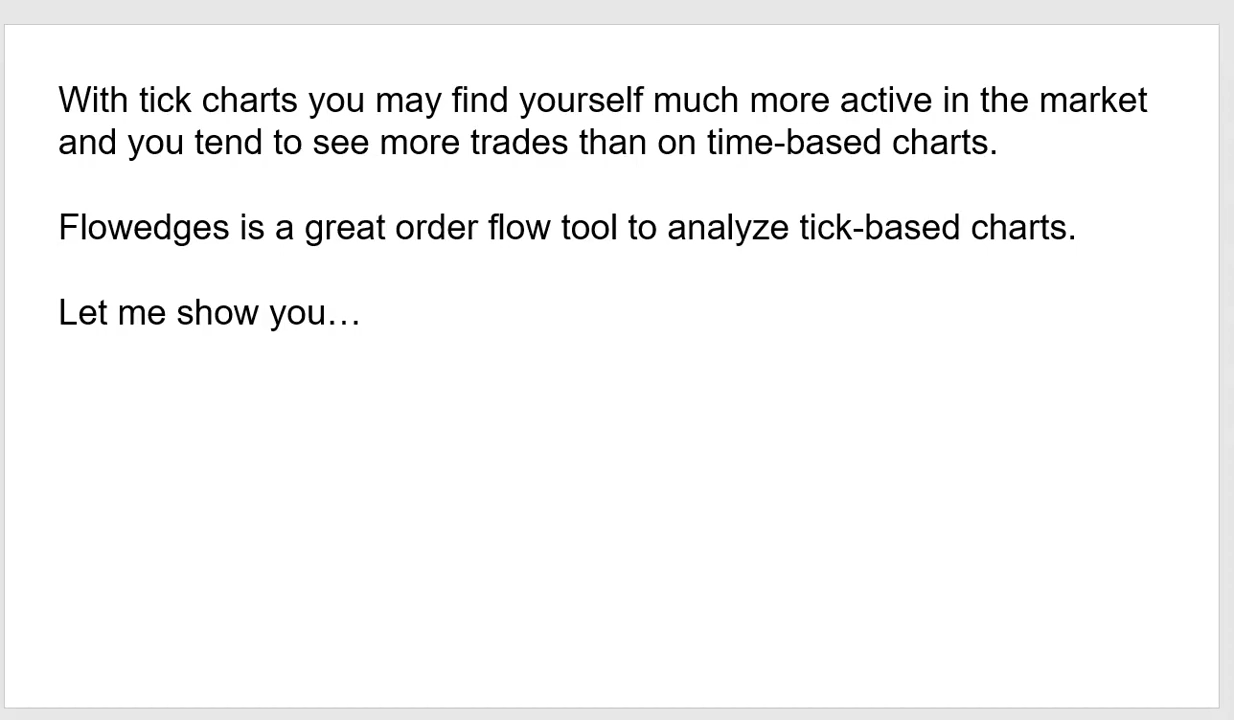 With tick charts you may find yourself much more active in the market
and you tend to see more trades than on time-based charts.
Flowedges is a great order flow tool to analyze tick-based charts.
Let me show you…